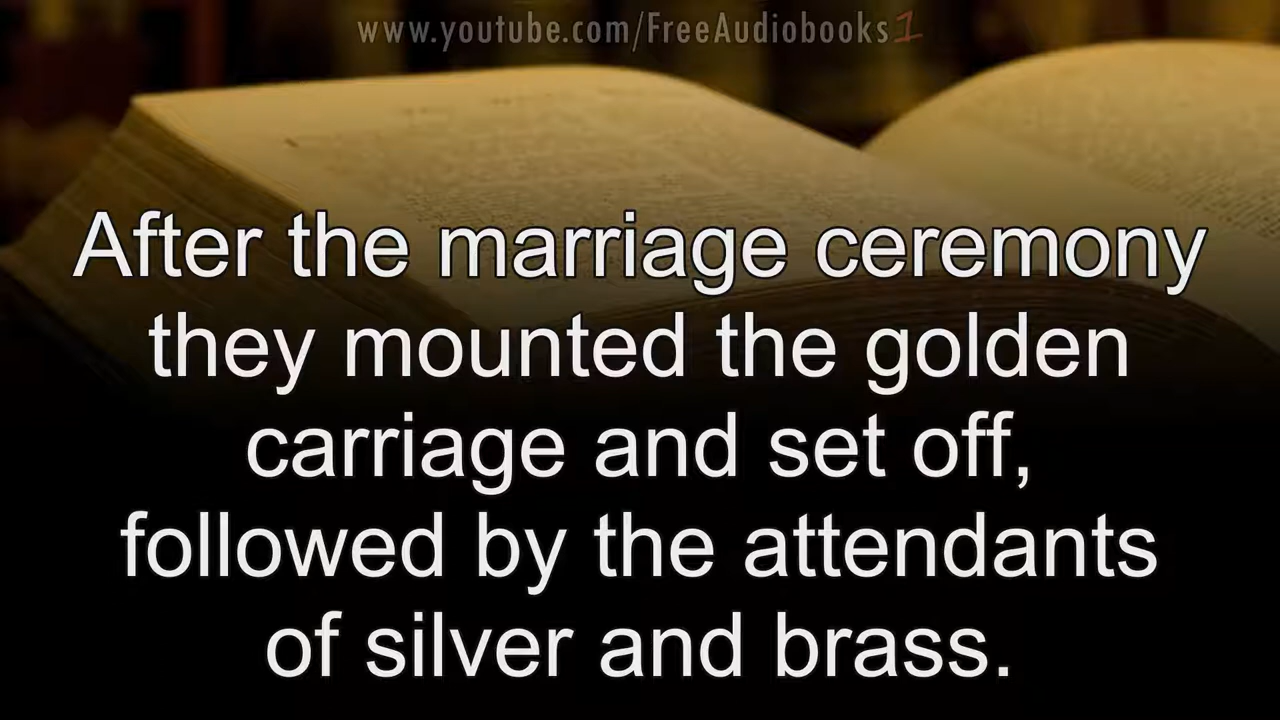 www.youtube.com/FreeAudiobooks1
After the marriage ceremony
they mounted the golden
carriage and set off,
followed by the attendants
of silver and brass.